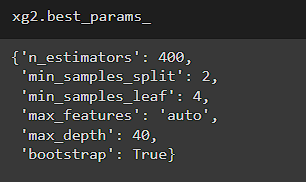 xg2.best_params_
{'n_estimators': 400,
'min_samples_split': 2,
'min_samples_leaf': 4,
'max_features': 'auto',
'max_depth': 40,
'bootstrap': True}